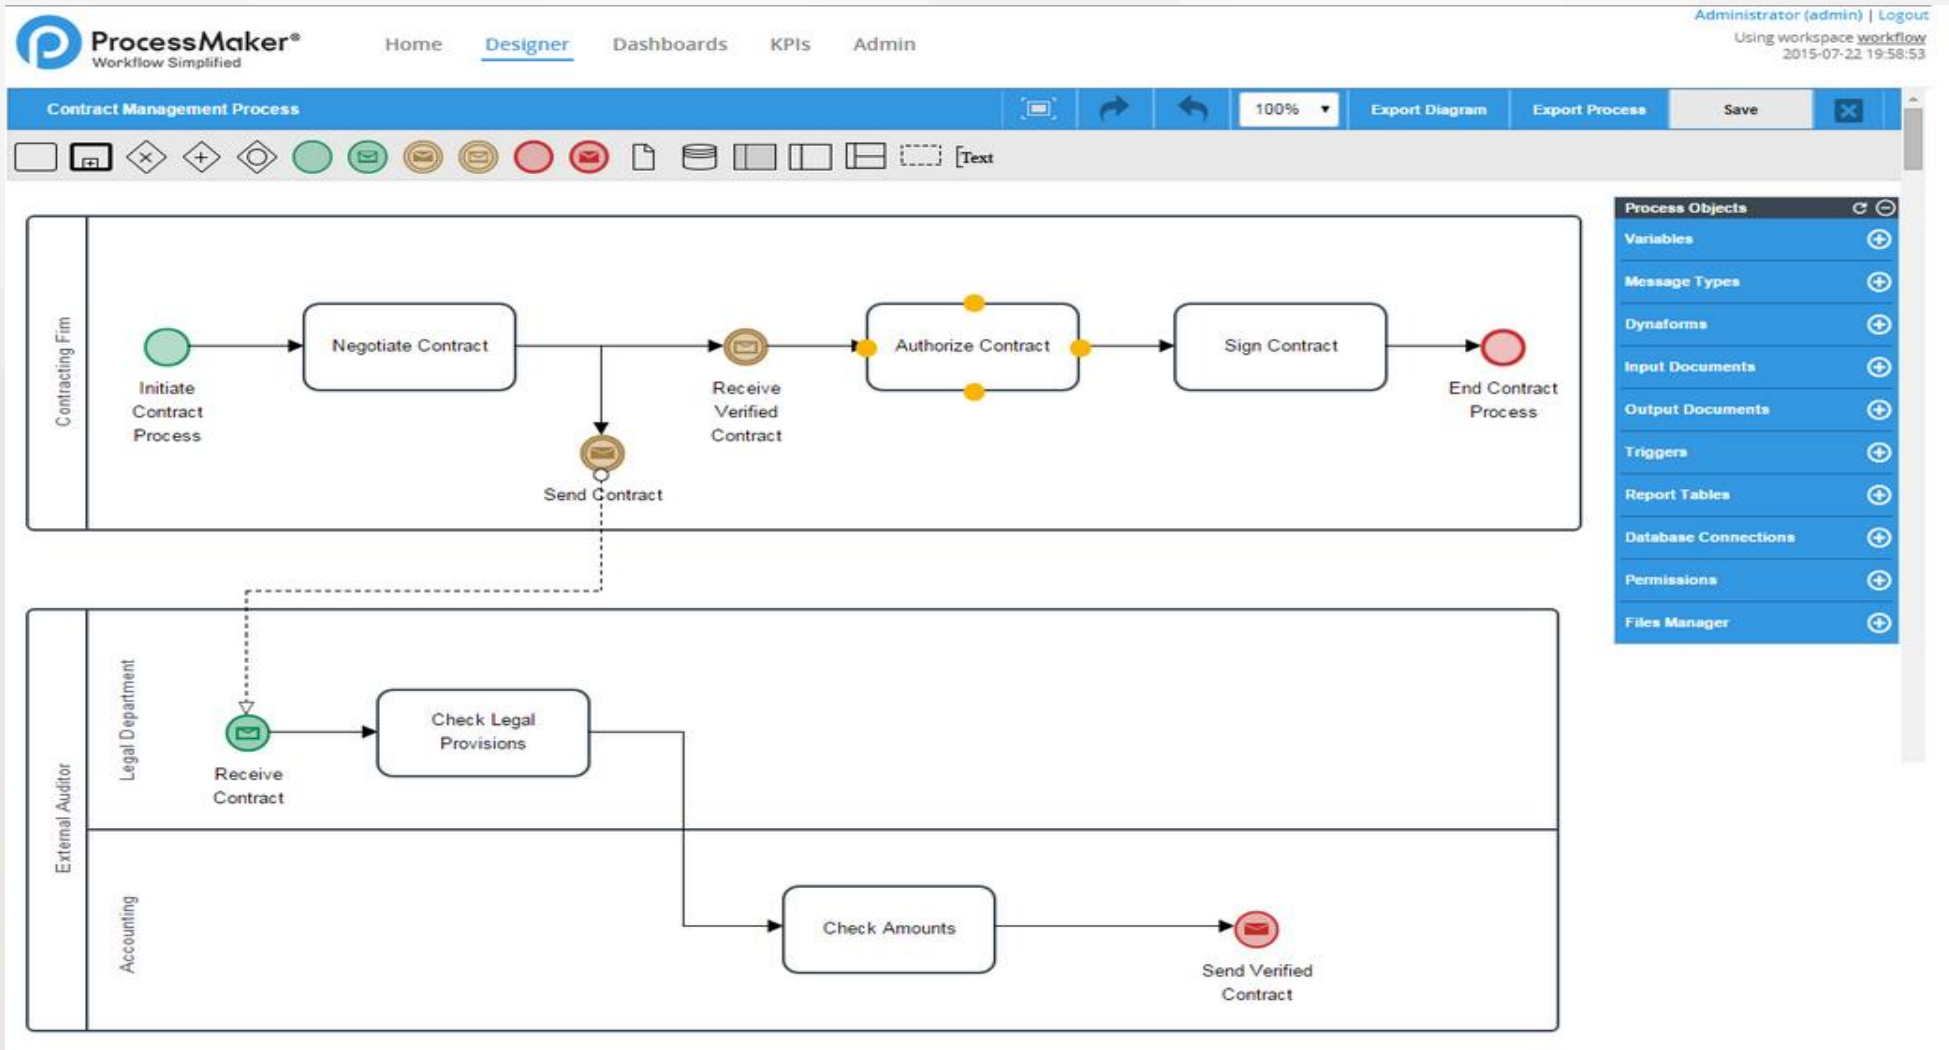 Administrator (admin) | Logout
ProcessMaker®
Workflow Simplified
Home Designer Dashboards KPIs Admin
Using workspace workflow
2015-07-22 19:58:53
Contract Management Process
100%
Export Diagram
Export Process
Save
Text
Process Objects
Variables
Message Types
Dynaforms
Input Documents
Output Documents
Triggers
Report Tables
Database Connections
Permissions
Files Manager
Contracting Fim
Initiate
Contract
Process
Negotiate Contract
Send Contract
Receive
Verified
Contract
Authorize Contract
Sign Contract
End Contract
Process
External Auditor
Legal Department
Receive
Contract
Check Legal
Provisions
Accounting
Check Amounts
Send Verified
Contract